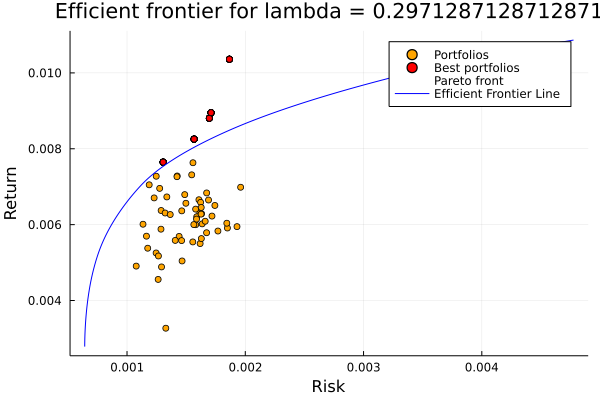 Efficient frontier for lambda = 0.2971287128712871
Portfolios
Best portfolios
Pareto front
Efficient Frontier Line
Return
0.010
0.008
0.006
0.004
0.001 0.002 0.003 0.004
Risk